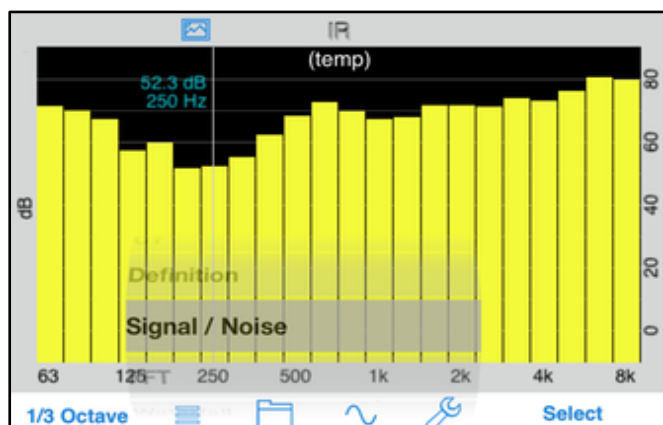 IR
(temp)
52.3 dB
250 Hz
80
60
40
20
0
dB
Definition
Signal / Noise
63 125 250 500 1k 2k 4k 8k
1/3 Octave Select